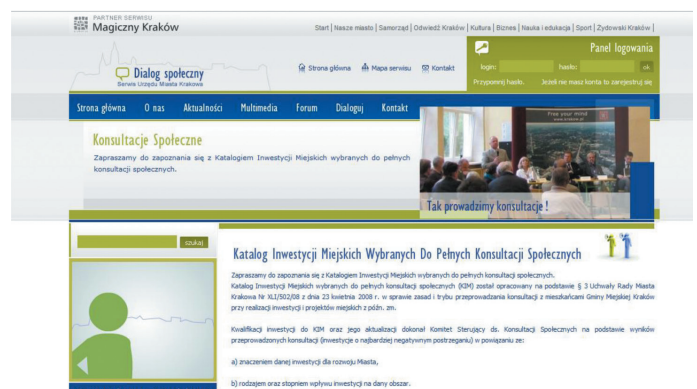 PARTNER SERWISU
Magiczny Kraków
Start | Nasze miasto | Samorząd | Odwiedź Kraków | Kultura | Biznes | Nauka i edukacja | Sport | Żydowski Kraków |
Panel logowania
login: hasło: ok
Przypomnij hasło. Jeżeli nie masz konta to zarejestruj się
Dialog społeczny
Serwis Urzędu Miasta Krakowa
Strona główna Mapa serwisu Kontakt
Strona główna O nas Aktualności Multimedia Forum Dialoguj Kontakt
Free your mind
www.krakow.pl
Konsultacje Społeczne
Zapraszamy do zapoznania się z Katalogiem Inwestycji Miejskich wybranych do pełnych
konsultacji społecznych.
Tak prowadzimy konsultacje !
szukaj
Katalog Inwestycji Miejskich Wybranych Do Pełnych Konsultacji Społecznych
Zapraszamy do zapoznania się z Katalogiem Inwestycji Miejskich wybranych do pełnych konsultacji społecznych.
Katalog Inwestycji Miejskich wybranych do pełnych konsultacji społecznych (KIM) został opracowany na podstawie § 3 Uchwały Rady Miasta
Krakowa Nr XLI/502/08 z dnia 23 kwietnia 2008 r. w sprawie zasad i trybu przeprowadzania konsultacji z mieszkańcami Gminy Miejskiej Kraków
przy realizacji inwestycji i projektów miejskich z późn. zm.
Kwalifikacji inwestycji do KIM oraz jego aktualizacji dokonał Komitet Sterujący ds. Konsultacji Społecznych na podstawie wyników
przeprowadzonych konsultacji (inwestycje o najbardziej negatywnym postrzeganiu) w powiązaniu ze:
a) znaczeniem danej inwestycji dla rozwoju Miasta,
b) rodzajem oraz stopniem wpływu inwestycji na dany obszar.